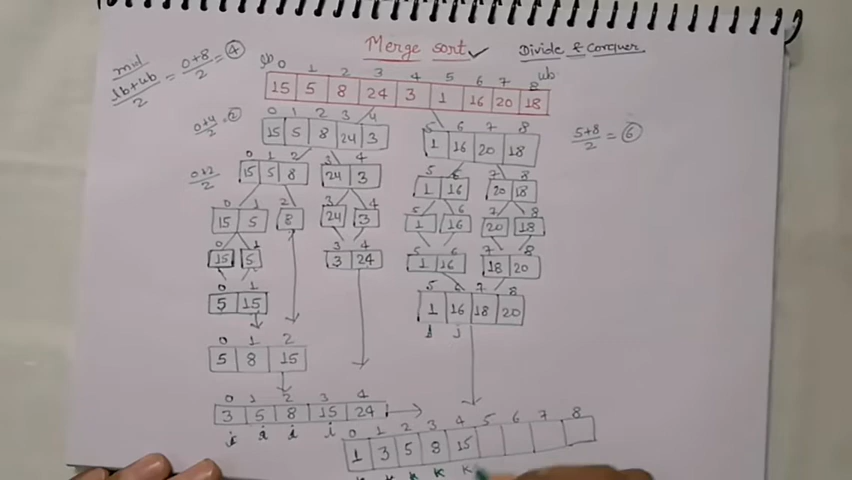 Merge sort ✓ Divide & Conquer
mid
lb+ub/2 = 0+8/2 = 4
lb ub
0 1 2 3 4 5 6 7 8
15 5 8 24 3 1 16 20 18
0+4/2 = 2
5+8/2 = 6
0 1 2 3 4 5 6 7 8
15 5 8 24 3 1 16 20 18
0+2/2
0 1 2 3 4 5 6 7 8
15 5 8 24 3 1 16 20 18
0 1 2 3 4 5 6 7 8
15 5 8 24 3 1 16 20 18
0 1 3 4 5 6 7 8
15 5 3 24 1 16 18 20
0 1 5 6 7 8
5 15 1 16 18 20
i j
0 1 2
5 8 15
0 1 2 3 4
3 5 8 15 24
i i i i
0 1 2 3 4 5 6 7 8
1 3 5 8 15
k k k k k